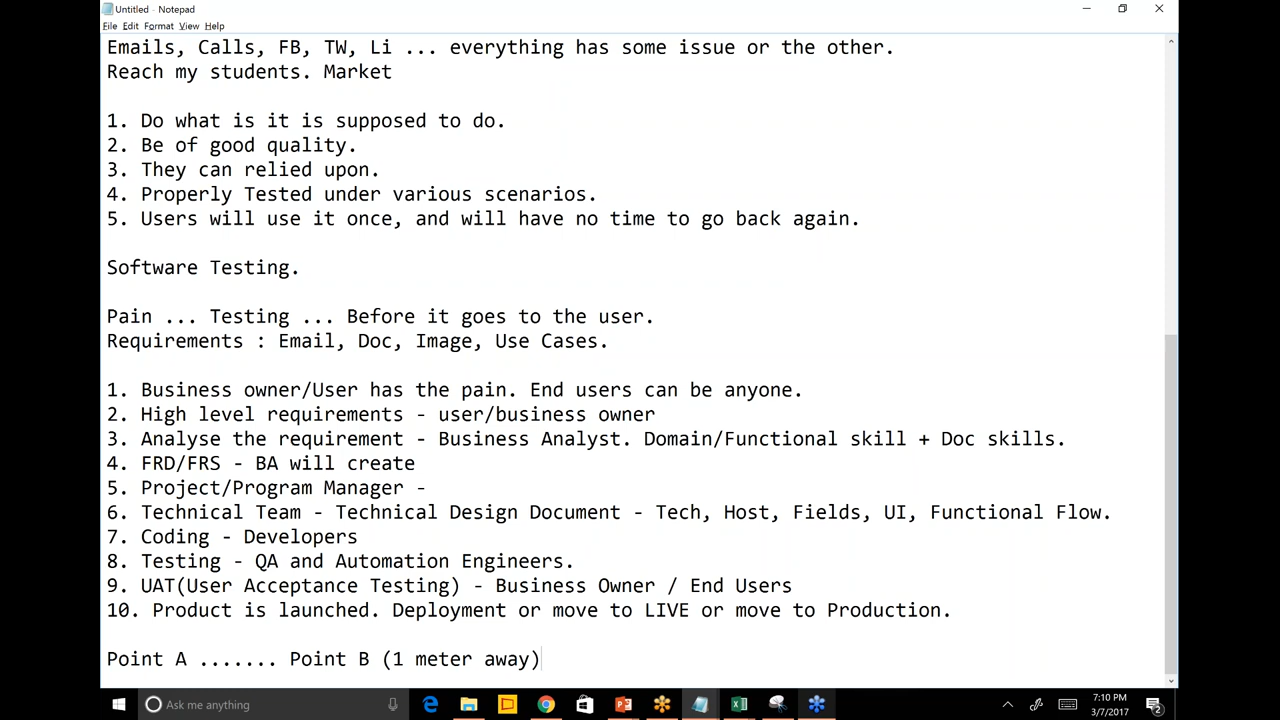 Untitled - Notepad
File Edit Format View Help
Emails, Calls, FB, TW, Li ... everything has some issue or the other.
Reach my students. Market
1. Do what is it is supposed to do.
2. Be of good quality.
3. They can relied upon.
4. Properly Tested under various scenarios.
5. Users will use it once, and will have no time to go back again.
Software Testing.
Pain ... Testing ... Before it goes to the user.
Requirements : Email, Doc, Image, Use Cases.
1. Business owner/User has the pain. End users can be anyone.
2. High level requirements - user/business owner
3. Analyse the requirement - Business Analyst. Domain/Functional skill + Doc skills.
4. FRD/FRS - BA will create
5. Project/Program Manager -
6. Technical Team - Technical Design Document - Tech, Host, Fields, UI, Functional Flow.
7. Coding - Developers
8. Testing - QA and Automation Engineers.
9. UAT(User Acceptance Testing) - Business Owner / End Users
10. Product is launched. Deployment or move to LIVE or move to Production.
Point A ....... Point B (1 meter away)
Ask me anything
7:10 PM
3/7/2017
2